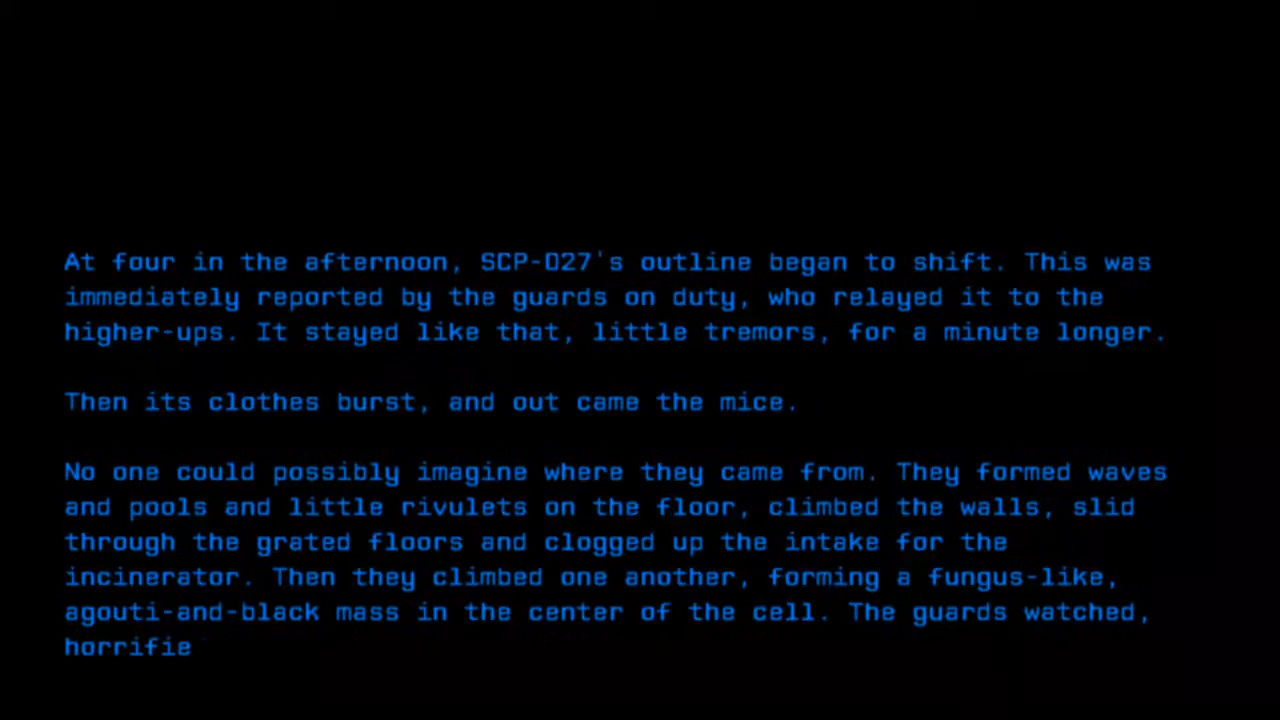 At four in the afternoon, SCP-027's outline began to shift. This was
immediately reported by the guards on duty, who relayed it to the
higher-ups. It stayed like that, little tremors, for a minute longer.
Then its clothes burst, and out came the mice.
No one could possibly imagine where they came from. They formed waves
and pools and little rivulets on the floor, climbed the walls, slid
through the grated floors and clogged up the intake for the
incinerator. Then they climbed one another, forming a fungus-like,
agouti-and-black mass in the center of the cell. The guards watched,
horrifie